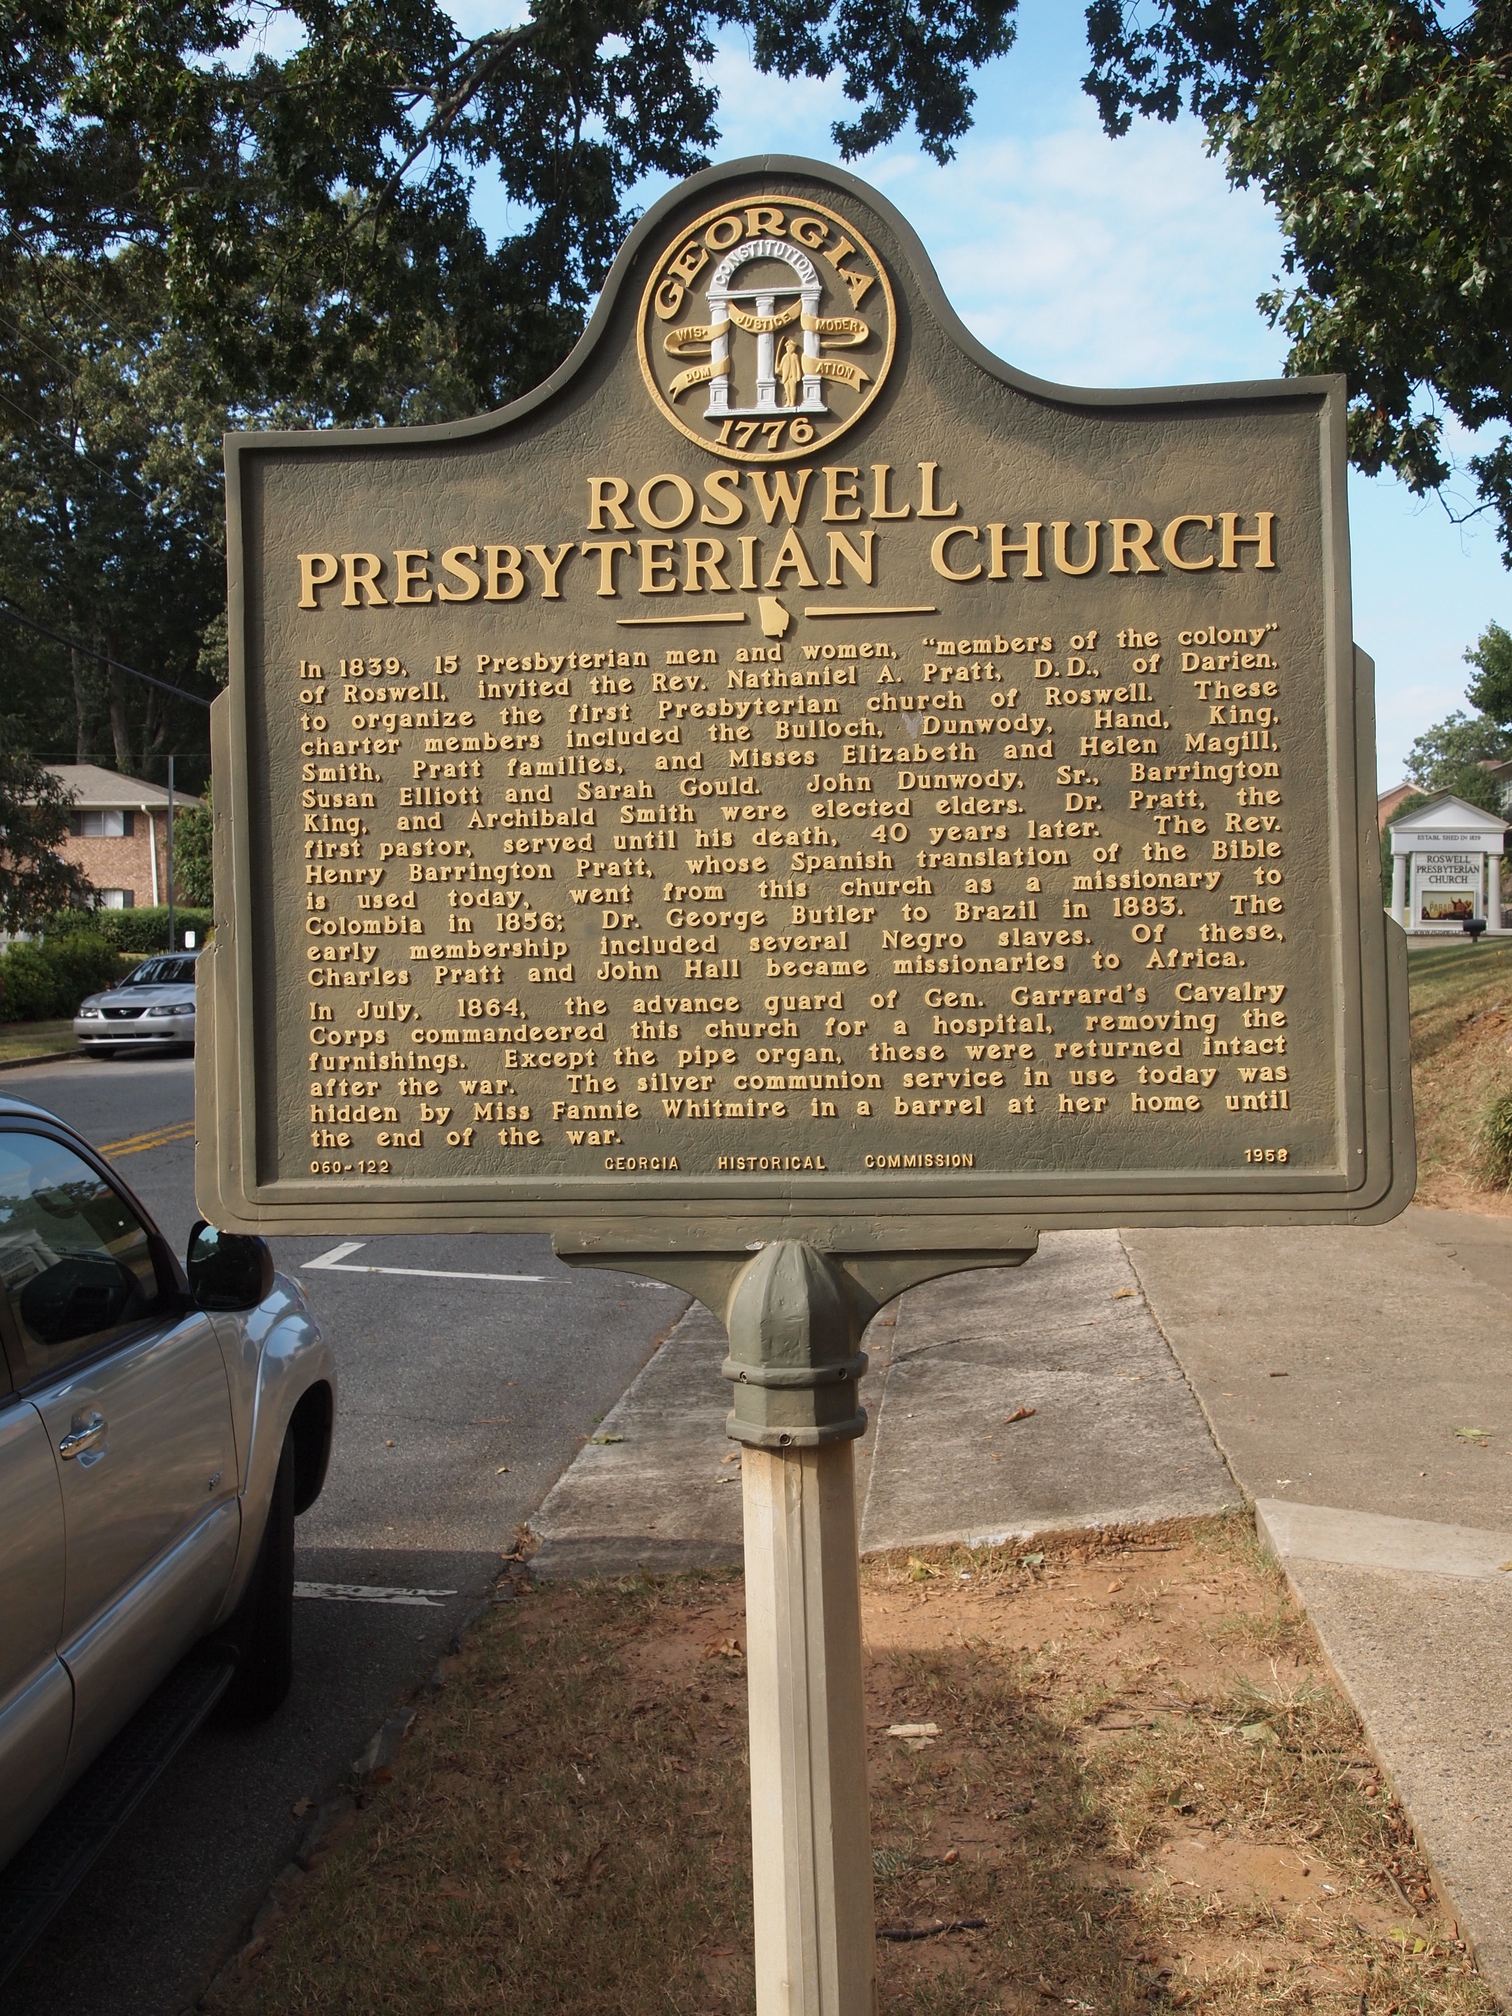 GEORGIA
CONSTITUTION
WIS- JUSTICE MODER-
DOM ATION
1776
ROSWELL
PRESBYTERIAN CHURCH
In 1839, 15 Presbyterian men and women, “members of the colony”
of Roswell, invited the Rev. Nathaniel A. Pratt, D.D., of Darien,
to organize the first Presbyterian church of Roswell. These
charter members included the Bulloch, Dunwody, Hand, King,
Smith, Pratt families, and Misses Elizabeth and Helen Magill,
Susan Elliott and Sarah Gould. John Dunwody, Sr., Barrington
King, and Archibald Smith were elected elders. Dr. Pratt, the
first pastor, served until his death, 40 years later. The Rev.
Henry Barrington Pratt, whose Spanish translation of the Bible
is used today, went from this church as a missionary to
Colombia in 1856; Dr. George Butler to Brazil in 1883. The
early membership included several Negro slaves. Of these,
Charles Pratt and John Hall became missionaries to Africa.
In July, 1864, the advance guard of Gen. Garrard's Cavalry
Corps commandeered this church for a hospital, removing the
furnishings. Except the pipe organ, these were returned intact
after the war. The silver communion service in use today was
hidden by Miss Fannie Whitmire in a barrel at her home until
the end of the war.
060-122 GEORGIA HISTORICAL COMMISSION 1958
ESTABLISHED IN 1839
ROSWELL
PRESBYTERIAN
CHURCH